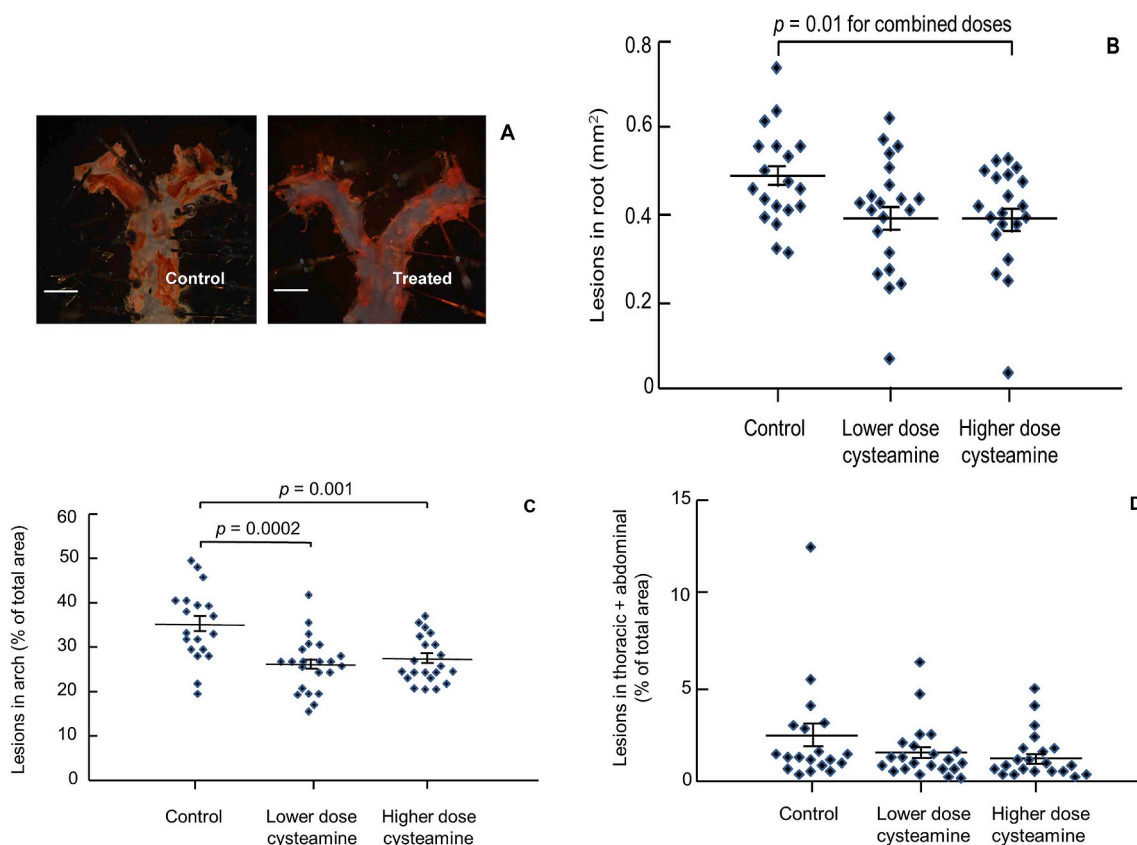 A
Control
Treated
p = 0.01 for combined doses
B
Lesions in root (mm²)
0.8
0.6
0.4
0.2
0
Control
Lower dose
cysteamine
Higher dose
cysteamine
C
p = 0.001
p = 0.0002
Lesions in arch (% of total area)
60
50
40
30
20
10
0
Control
Lower dose
cysteamine
Higher dose
cysteamine
D
Lesions in thoracic + abdominal
(% of total area)
15
10
5
0
Control
Lower dose
cysteamine
Higher dose
cysteamine